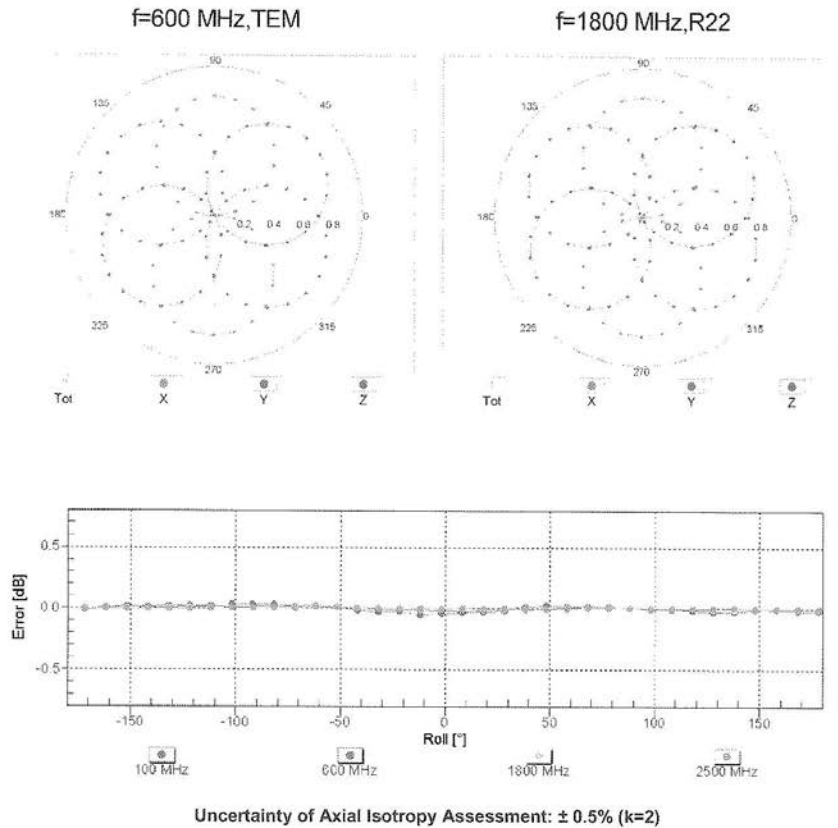 f=600 MHz,TEM
f=1800 MHz,R22
90
135
45
180
0.2 0.4 0.6 0.8
0
225
315
270
Tot X Y Z
90
135
45
180
0.2 0.4 0.6 0.8
0
225
315
270
Tot X Y Z
Error [dB]
0.5
0.0
-0.5
-150 -100 -50 0 50 100 150
Roll [°]
100 MHz
600 MHz
1800 MHz
2500 MHz
Uncertainty of Axial Isotropy Assessment: ± 0.5% (k=2)